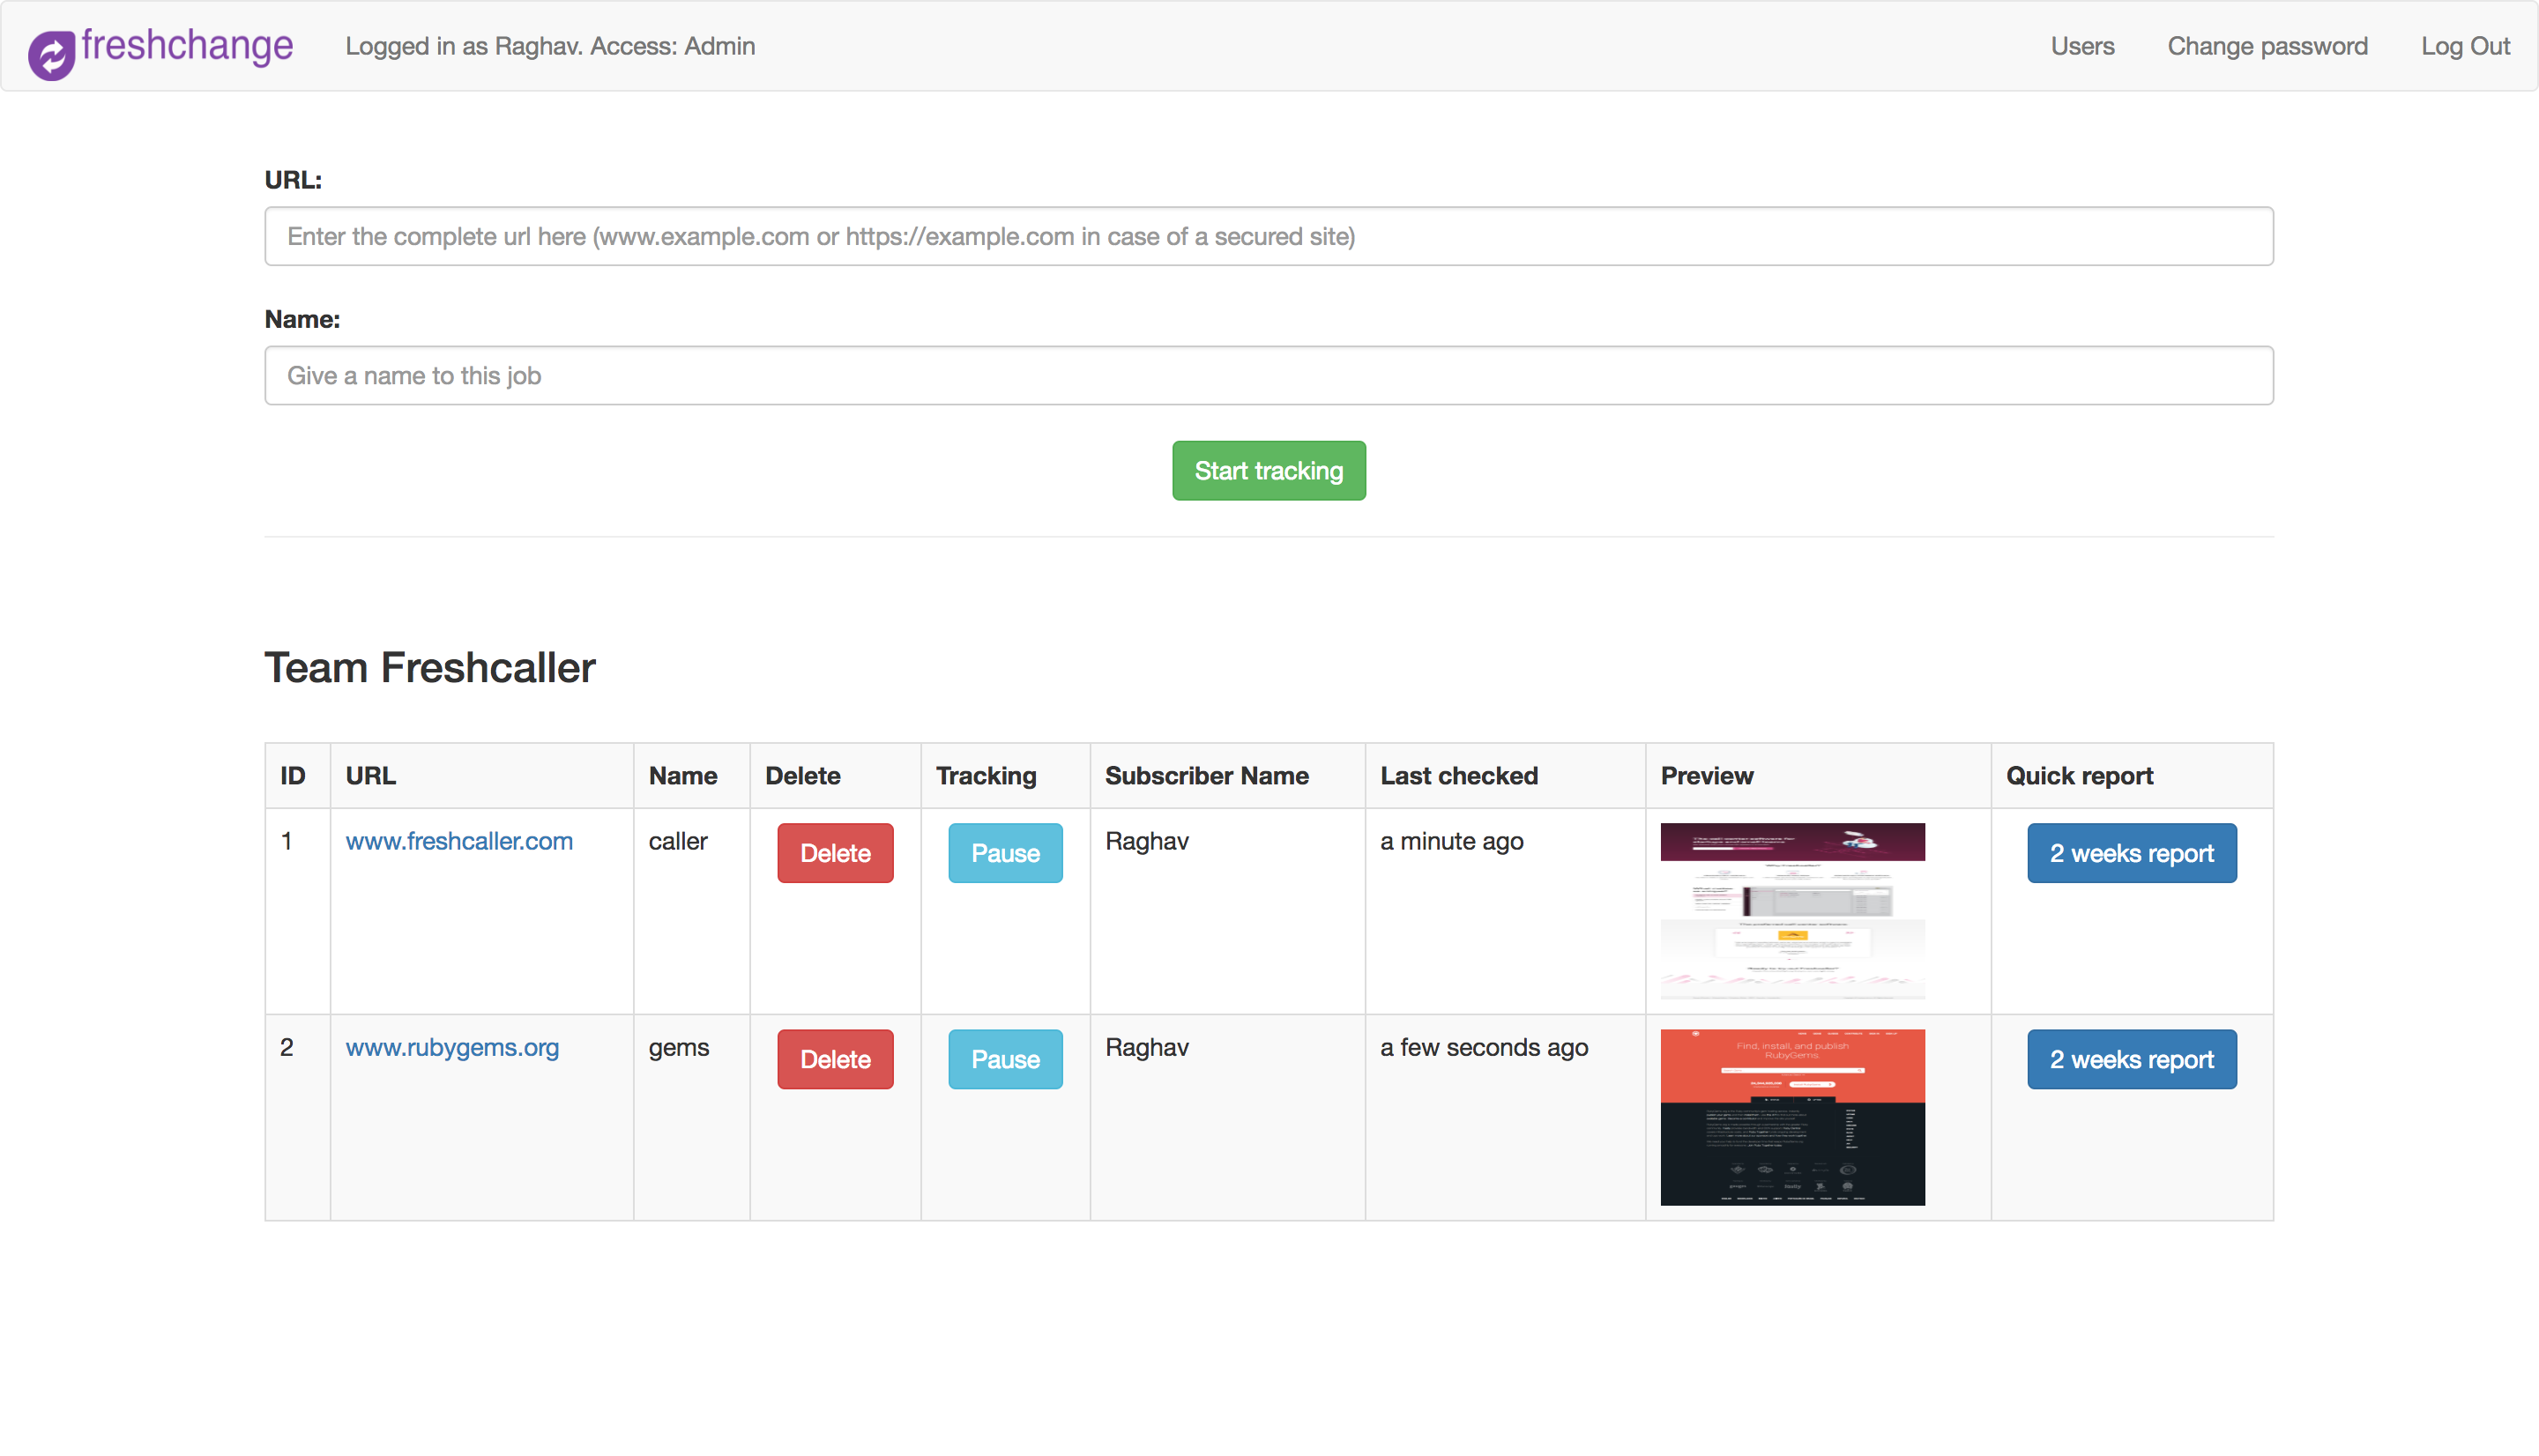 freshchange Logged in as Raghav. Access: Admin Users Change password Log Out
URL:
Enter the complete url here (www.example.com or https://example.com in case of a secured site)
Name:
Give a name to this job
Start tracking
Team Freshcaller
ID URL Name Delete Tracking Subscriber Name Last checked Preview Quick report
1 www.freshcaller.com caller Delete Pause Raghav a minute ago 2 weeks report
2 www.rubygems.org gems Delete Pause Raghav a few seconds ago 2 weeks report
Find, install, and publish
RubyGems.